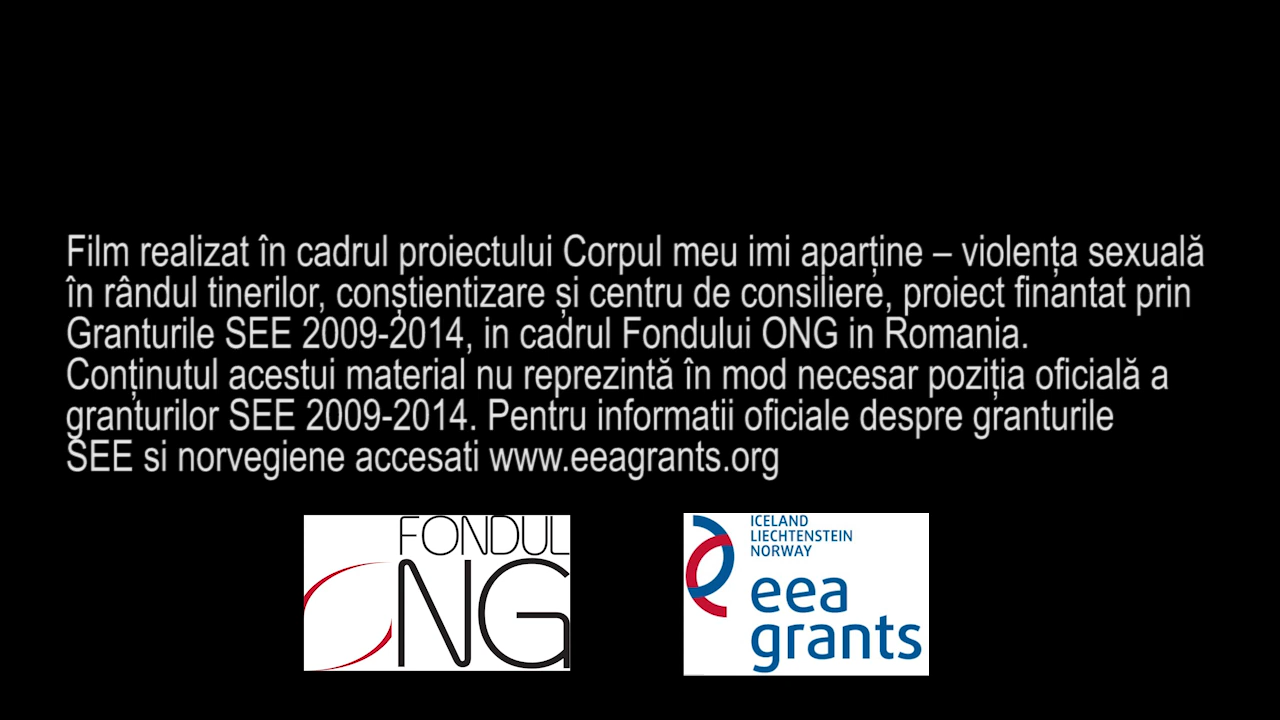 Film realizat în cadrul proiectului Corpul meu imi aparține – violența sexuală
în rândul tinerilor, conștientizare și centru de consiliere, proiect finantat prin
Granturile SEE 2009-2014, in cadrul Fondului ONG in Romania.
Conținutul acestui material nu reprezintă în mod necesar poziția oficială a
granturilor SEE 2009-2014. Pentru informatii oficiale despre granturile
SEE si norvegiene accesati www.eeagrants.org
FONDUL
ONG
ICELAND
LIECHTENSTEIN
NORWAY
eea
grants